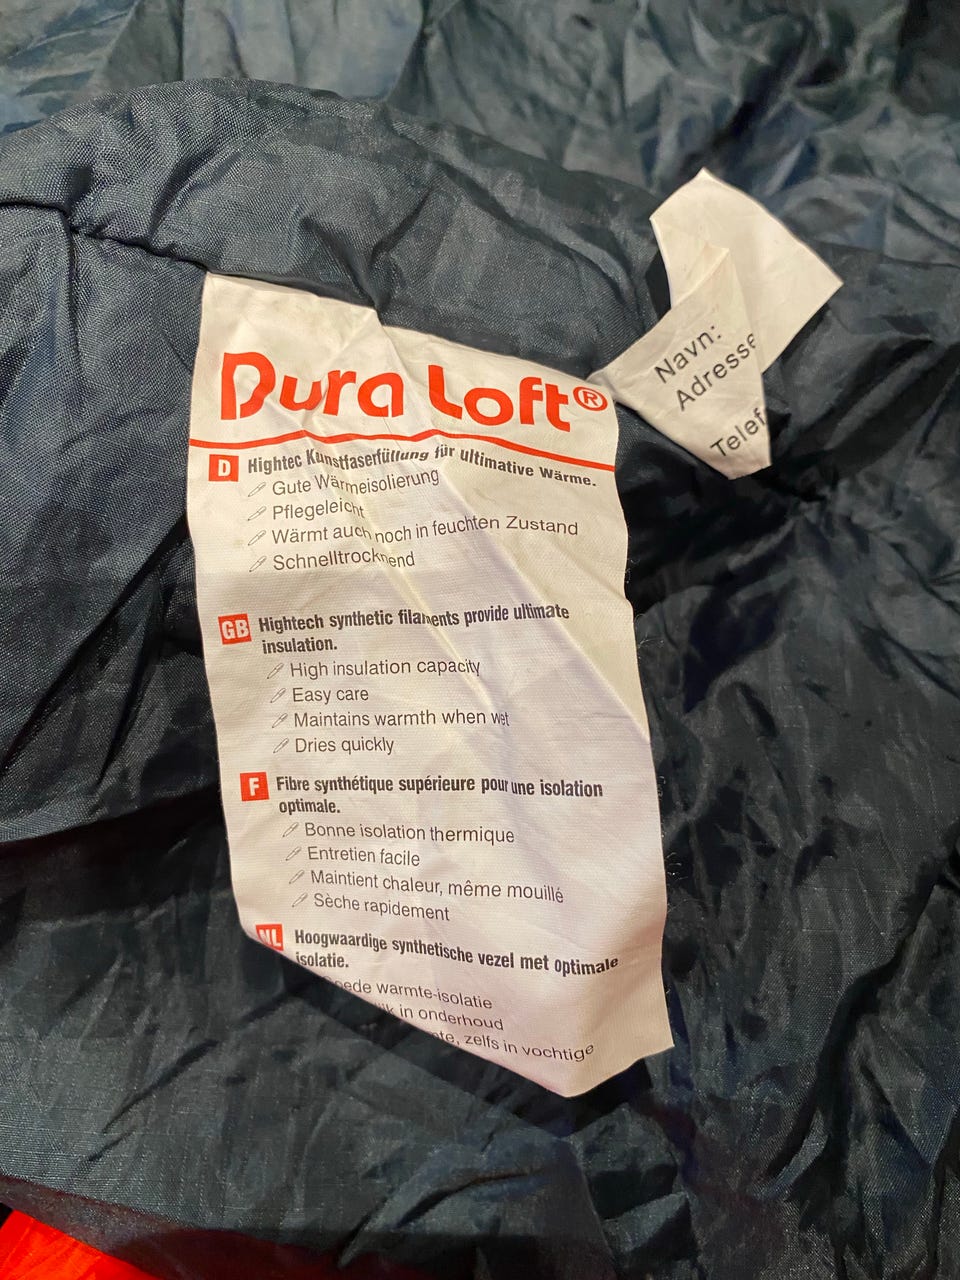 Dura Loft®
D Hightec Kunstfaserfüllung für ultimative Wärme.
Gute Wärmeisolierung
Pflegeleicht
Wärmt auch noch in feuchten Zustand
Schnelltrocknend
GB Hightech synthetic filaments provide ultimate
insulation.
High insulation capacity
Easy care
Maintains warmth when wet
Dries quickly
F Fibre synthétique supérieure pour une isolation
optimale.
Bonne isolation thermique
Entretien facile
Maintient chaleur, même mouillé
Sèche rapidement
NL Hoogwaardige synthetische vezel met optimale
isolatie.
warmte-isolatie
in onderhoud
zelfs in vochtige
Navn:
Adresse